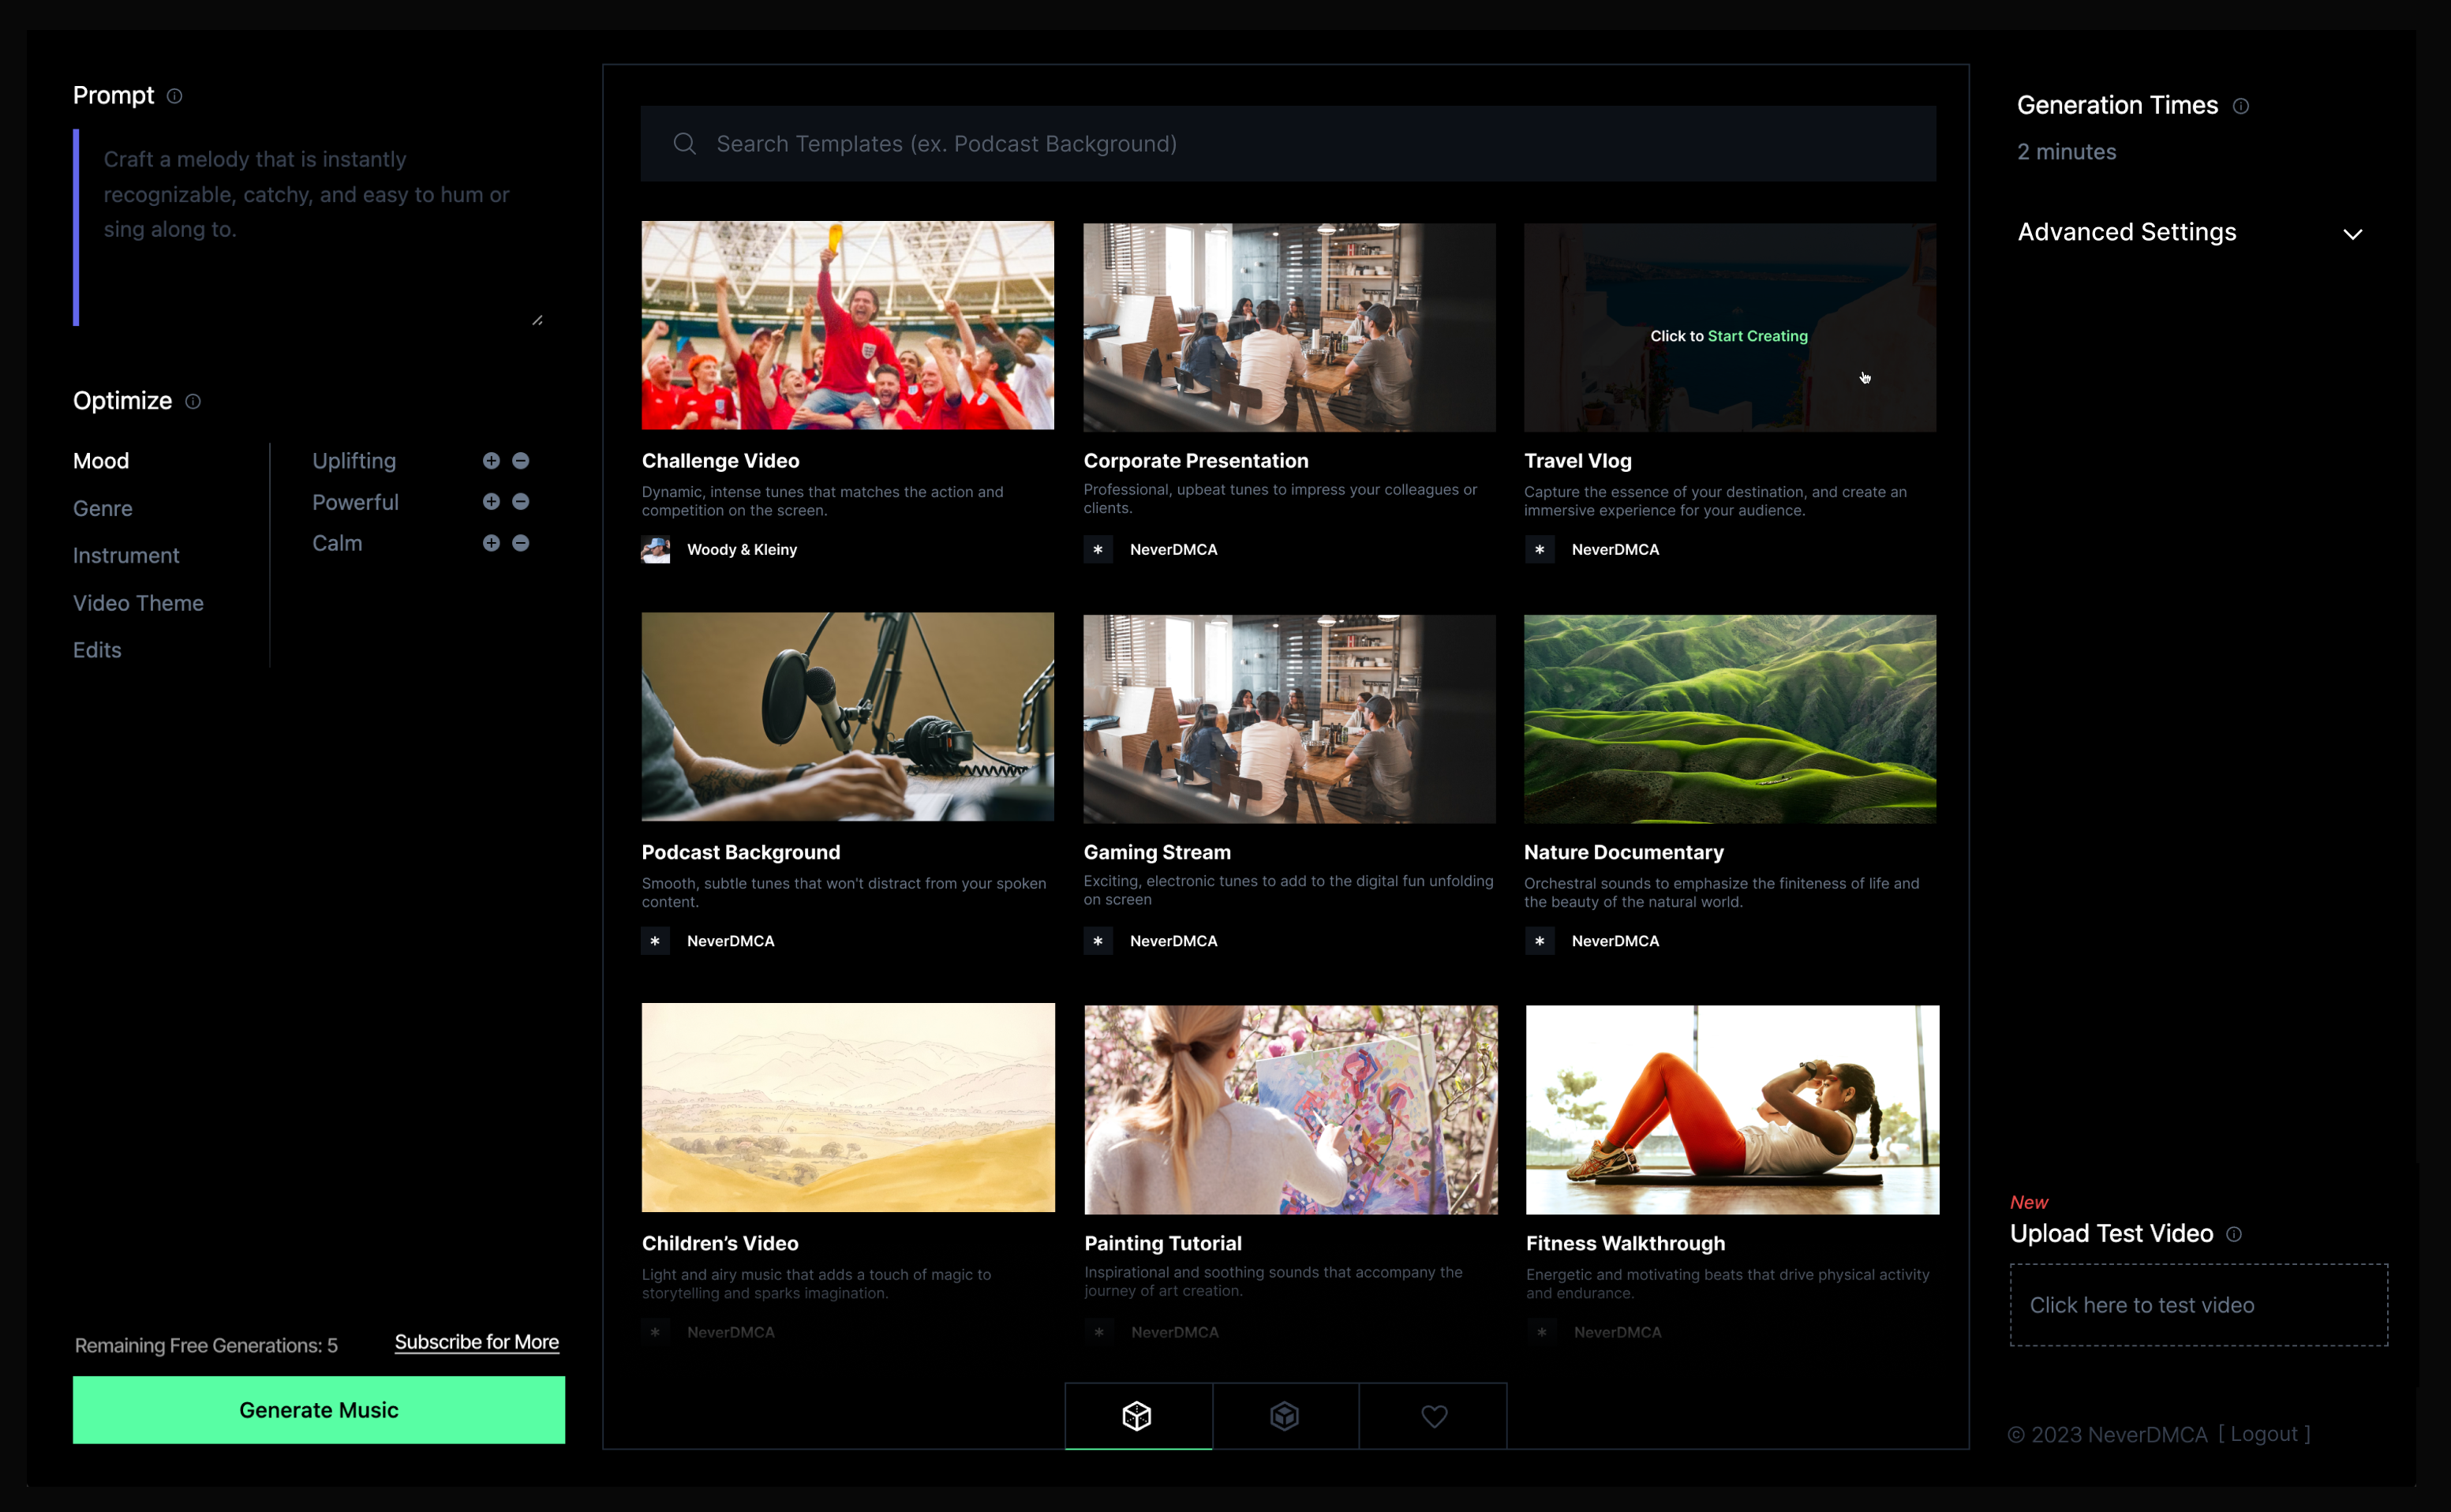 Prompt
Craft a melody that is instantly
recognizable, catchy, and easy to hum or
sing along to.
Optimize
Mood
Genre
Instrument
Video Theme
Edits
Uplifting
Powerful
Calm
Remaining Free Generations: 5
Subscribe for More
Generate Music
Search Templates (ex. Podcast Background)
Challenge Video
Dynamic, intense tunes that matches the action and
competition on the screen.
Woody & Kleiny
Corporate Presentation
Professional, upbeat tunes to impress your colleagues or
clients.
* NeverDMCA
Click to Start Creating
Travel Vlog
Capture the essence of your destination, and create an
immersive experience for your audience.
* NeverDMCA
Podcast Background
Smooth, subtle tunes that won't distract from your spoken
content.
* NeverDMCA
Gaming Stream
Exciting, electronic tunes to add to the digital fun unfolding
on screen
* NeverDMCA
Nature Documentary
Orchestral sounds to emphasize the finiteness of life and
the beauty of the natural world.
* NeverDMCA
Children’s Video
Light and airy music that adds a touch of magic to
storytelling and sparks imagination.
* NeverDMCA
Painting Tutorial
Inspirational and soothing sounds that accompany the
journey of art creation.
* NeverDMCA
Fitness Walkthrough
Energetic and motivating beats that drive physical activity
and endurance.
* NeverDMCA
Generation Times
2 minutes
Advanced Settings
New
Upload Test Video
Click here to test video
© 2023 NeverDMCA [ Logout ]